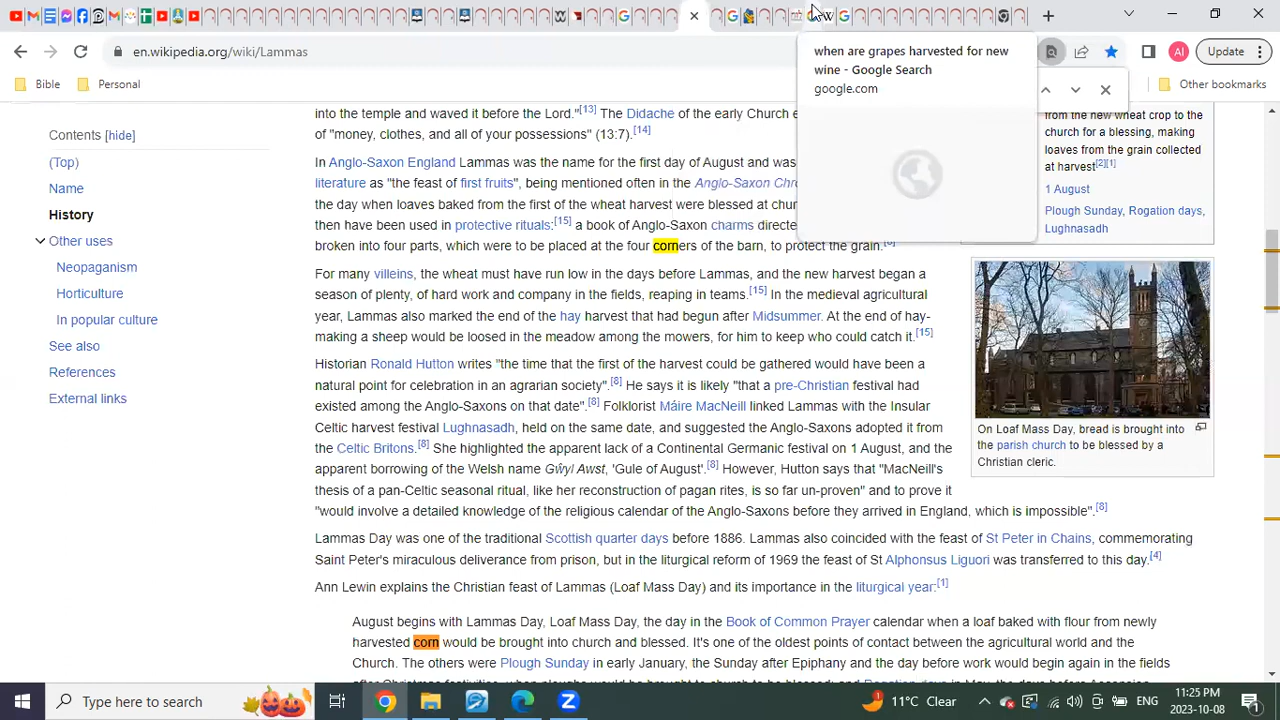 when are grapes harvested for new
wine - Google Search
google.com
en.wikipedia.org/wiki/Lammas
AI
Update
Bible
Personal
Other bookmarks
Contents [hide]
(Top)
Name
History
Other uses
Neopaganism
Horticulture
In popular culture
See also
References
External links
into the temple and waved it before the Lord."[13] The Didache of the early Church
of "money, clothes, and all of your possessions" (13:7).[14]
In Anglo-Saxon England Lammas was the name for the first day of August and was
literature as "the feast of first fruits", being mentioned often in the Anglo-Saxon Chro
the day when loaves baked from the first of the wheat harvest were blessed at chur
then have been used in protective rituals:[15] a book of Anglo-Saxon charms directe
broken into four parts, which were to be placed at the four corners of the barn, to protect the grain.
For many villeins, the wheat must have run low in the days before Lammas, and the new harvest began a
season of plenty, of hard work and company in the fields, reaping in teams.[15] In the medieval agricultural
year, Lammas also marked the end of the hay harvest that had begun after Midsummer. At the end of hay-
making a sheep would be loosed in the meadow among the mowers, for him to keep who could catch it.[15]
Historian Ronald Hutton writes "the time that the first of the harvest could be gathered would have been a
natural point for celebration in an agrarian society".[8] He says it is likely "that a pre-Christian festival had
existed among the Anglo-Saxons on that date".[8] Folklorist Máire MacNeill linked Lammas with the Insular
Celtic harvest festival Lughnasadh, held on the same date, and suggested the Anglo-Saxons adopted it from
the Celtic Britons.[8] She highlighted the apparent lack of a Continental Germanic festival on 1 August, and the
apparent borrowing of the Welsh name Gŵyl Awst, 'Gule of August'.[8] However, Hutton says that "MacNeill's
thesis of a pan-Celtic seasonal ritual, like her reconstruction of pagan rites, is so far un-proven" and to prove it
"would involve a detailed knowledge of the religious calendar of the Anglo-Saxons before they arrived in England, which is impossible".[8]
Lammas Day was one of the traditional Scottish quarter days before 1886. Lammas also coincided with the feast of St Peter in Chains, commemorating
Saint Peter's miraculous deliverance from prison, but in the liturgical reform of 1969 the feast of St Alphonsus Liguori was transferred to this day.[4]
Ann Lewin explains the Christian feast of Lammas (Loaf Mass Day) and its importance in the liturgical year:[1]
August begins with Lammas Day, Loaf Mass Day, the day in the Book of Common Prayer calendar when a loaf baked with flour from newly
harvested corn would be brought into church and blessed. It's one of the oldest points of contact between the agricultural world and the
Church. The others were Plough Sunday in early January, the Sunday after Epiphany and the day before work would begin again in the fields
from the new wheat crop to the
church for a blessing, making
loaves from the grain collected
at harvest[2][1]
1 August
Plough Sunday, Rogation days,
Lughnasadh
On Loaf Mass Day, bread is brought into
the parish church to be blessed by a
Christian cleric.
Type here to search
11°C Clear
ENG
11:25 PM
2023-10-08
1